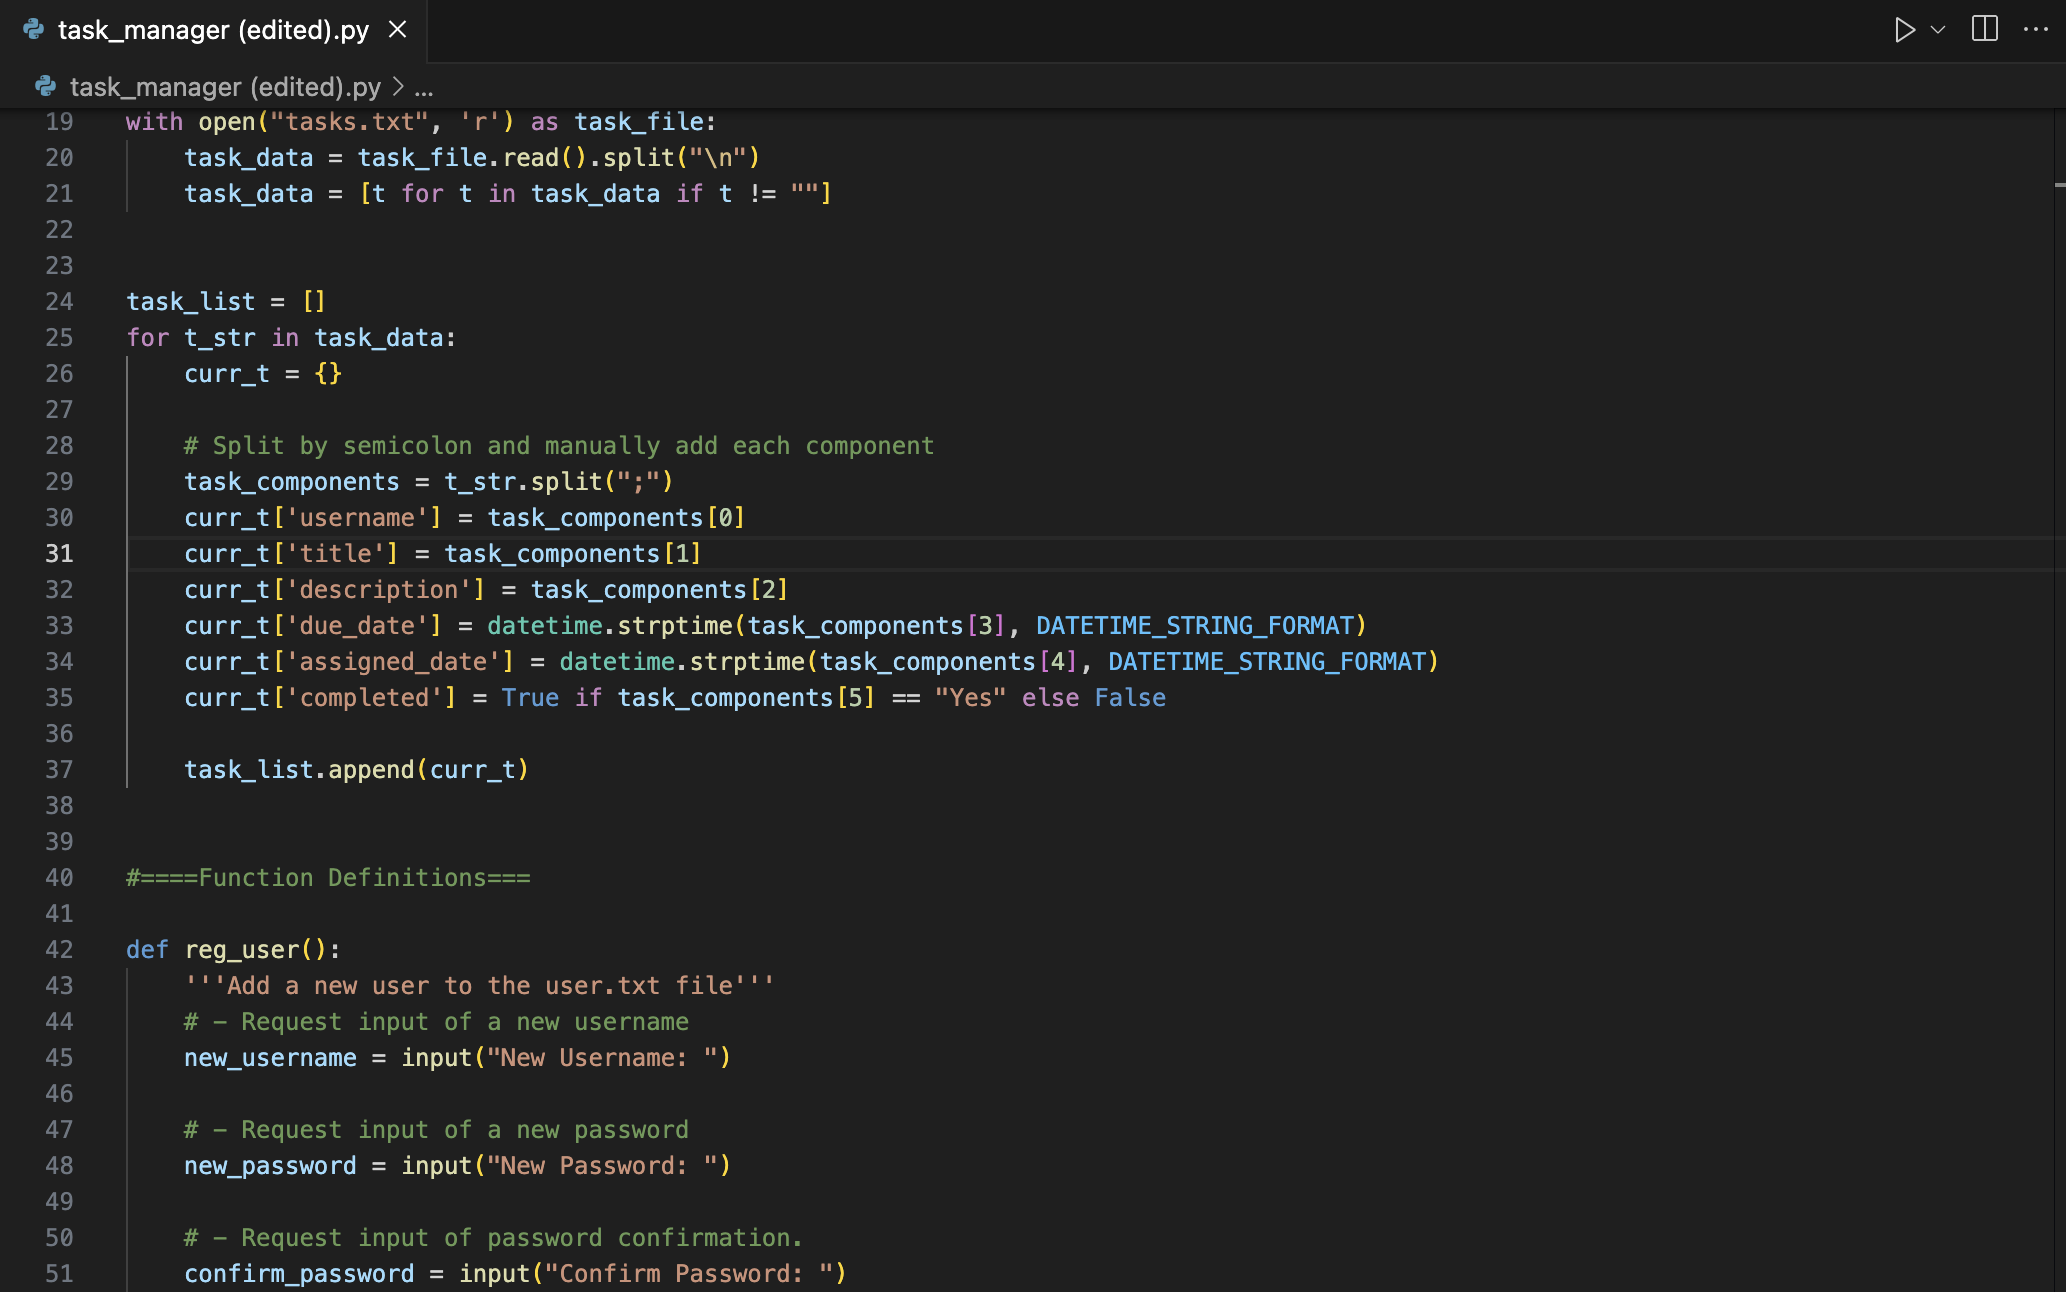 task_manager (edited).py
task_manager (edited).py > ...
19 with open("tasks.txt", 'r') as task_file:
20     task_data = task_file.read().split("\n")
21     task_data = [t for t in task_data if t != ""]
22
23
24 task_list = []
25 for t_str in task_data:
26     curr_t = {}
27
28     # Split by semicolon and manually add each component
29     task_components = t_str.split(";")
30     curr_t['username'] = task_components[0]
31     curr_t['title'] = task_components[1]
32     curr_t['description'] = task_components[2]
33     curr_t['due_date'] = datetime.strptime(task_components[3], DATETIME_STRING_FORMAT)
34     curr_t['assigned_date'] = datetime.strptime(task_components[4], DATETIME_STRING_FORMAT)
35     curr_t['completed'] = True if task_components[5] == "Yes" else False
36
37     task_list.append(curr_t)
38
39
40 #====Function Definitions===
41
42 def reg_user():
43     '''Add a new user to the user.txt file'''
44     # - Request input of a new username
45     new_username = input("New Username: ")
46
47     # - Request input of a new password
48     new_password = input("New Password: ")
49
50     # - Request input of password confirmation.
51     confirm_password = input("Confirm Password: ")